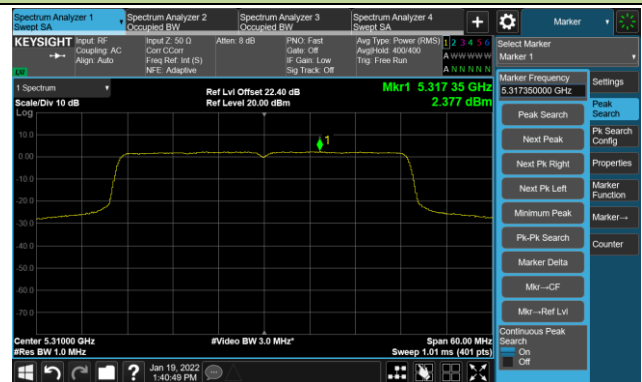 Spectrum Analyzer 1
Swept SA
Spectrum Analyzer 2
Occupied BW
Spectrum Analyzer 3
Occupied BW
Spectrum Analyzer 4
Swept SA
+
Marker
KEYSIGHT
Input: RF
Coupling: AC
Align: Auto
Input Z: 50 Ω
Corr CCorr
Freq Ref: Int (S)
NFE: Adaptive
Atten: 8 dB
PNO: Fast
Gate: Off
IF Gain: Low
Sig Track: Off
Avg Type: Power (RMS)
Avg|Hold: 400/400
Trig: Free Run
1 2 3 4 5 6
A W W W W W
A N N N N N
Select Marker
Marker 1
1 Spectrum
Scale/Div 10 dB
Log
Ref Lvl Offset 22.40 dB
Ref Level 20.00 dBm
Mkr1 5.317 35 GHz
2.377 dBm
10.0
0.00
-10.0
-20.0
-30.0
-40.0
-50.0
-60.0
-70.0
1
Center 5.31000 GHz
#Res BW 1.0 MHz
#Video BW 3.0 MHz*
Span 60.00 MHz
Sweep 1.01 ms (401 pts)
Marker Frequency
5.317350000 GHz
Peak Search
Next Peak
Next Pk Right
Next Pk Left
Minimum Peak
Pk-Pk Search
Marker Delta
Mkr→CF
Mkr→Ref Lvl
Continuous Peak
Search
On
Off
Settings
Peak
Search
Pk Search
Config
Properties
Marker
Function
Marker→
Counter
?
Jan 19, 2022
1:40:49 PM